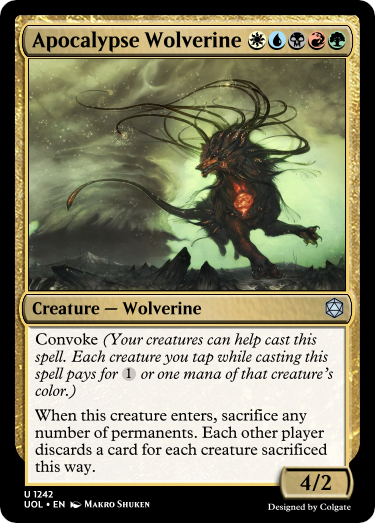 Apocalypse Wolverine
Creature — Wolverine
Convoke (Your creatures can help cast this
spell. Each creature you tap while casting this
spell pays for 1 or one mana of that creature's
color.)
When this creature enters, sacrifice any
number of permanents. Each other player
discards a card for each creature sacrificed
this way.
4/2
U 1242
UOL • EN Makro Shuken
Designed by Colgate